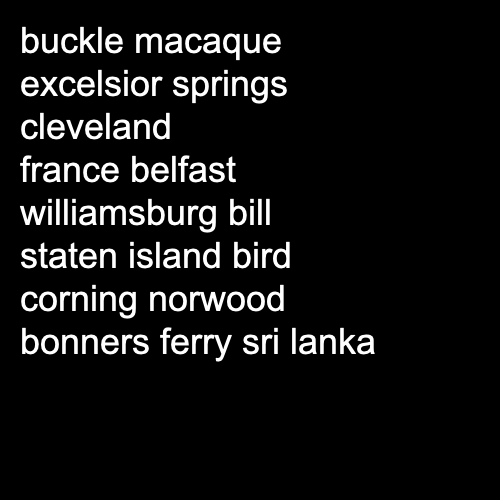 buckle macaque
excelsior springs
cleveland
france belfast
williamsburg bill
staten island bird
corning norwood
bonners ferry sri lanka